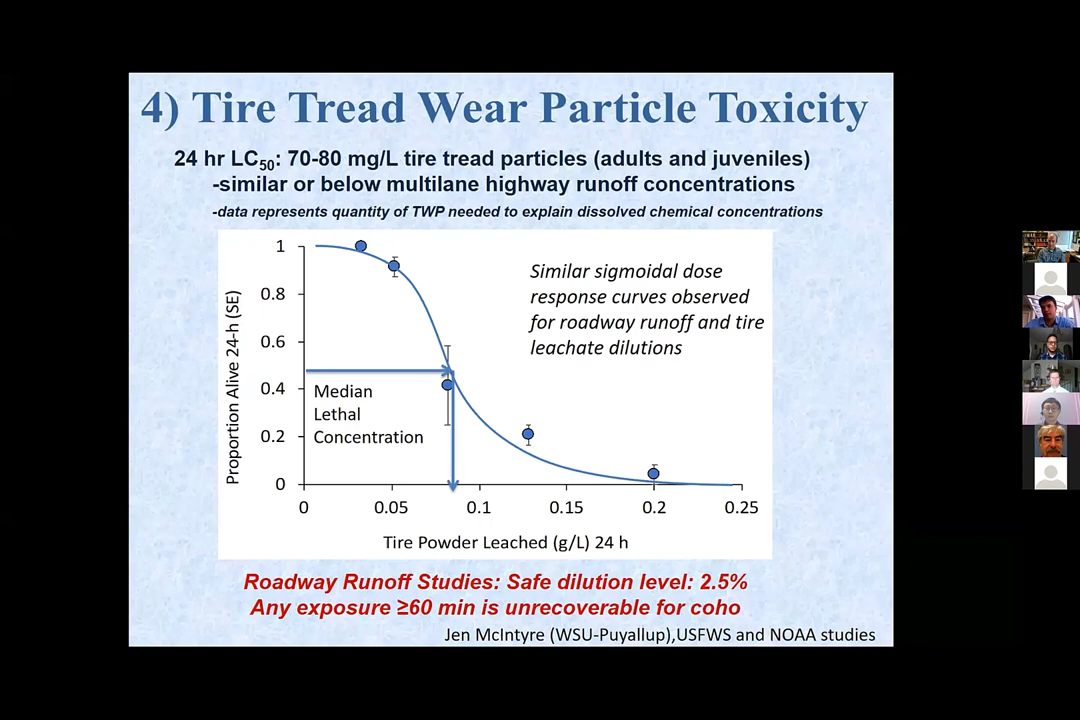 4) Tire Tread Wear Particle Toxicity
24 hr LC50: 70-80 mg/L tire tread particles (adults and juveniles)
-similar or below multilane highway runoff concentrations
-data represents quantity of TWP needed to explain dissolved chemical concentrations
Proportion Alive 24-h (SE)
1
0.8
0.6
0.4
0.2
0
Similar sigmoidal dose
response curves observed
for roadway runoff and tire
leachate dilutions
Median
Lethal
Concentration
0 0.05 0.1 0.15 0.2 0.25
Tire Powder Leached (g/L) 24 h
Roadway Runoff Studies: Safe dilution level: 2.5%
Any exposure ≥60 min is unrecoverable for coho
Jen McIntyre (WSU-Puyallup),USFWS and NOAA studies